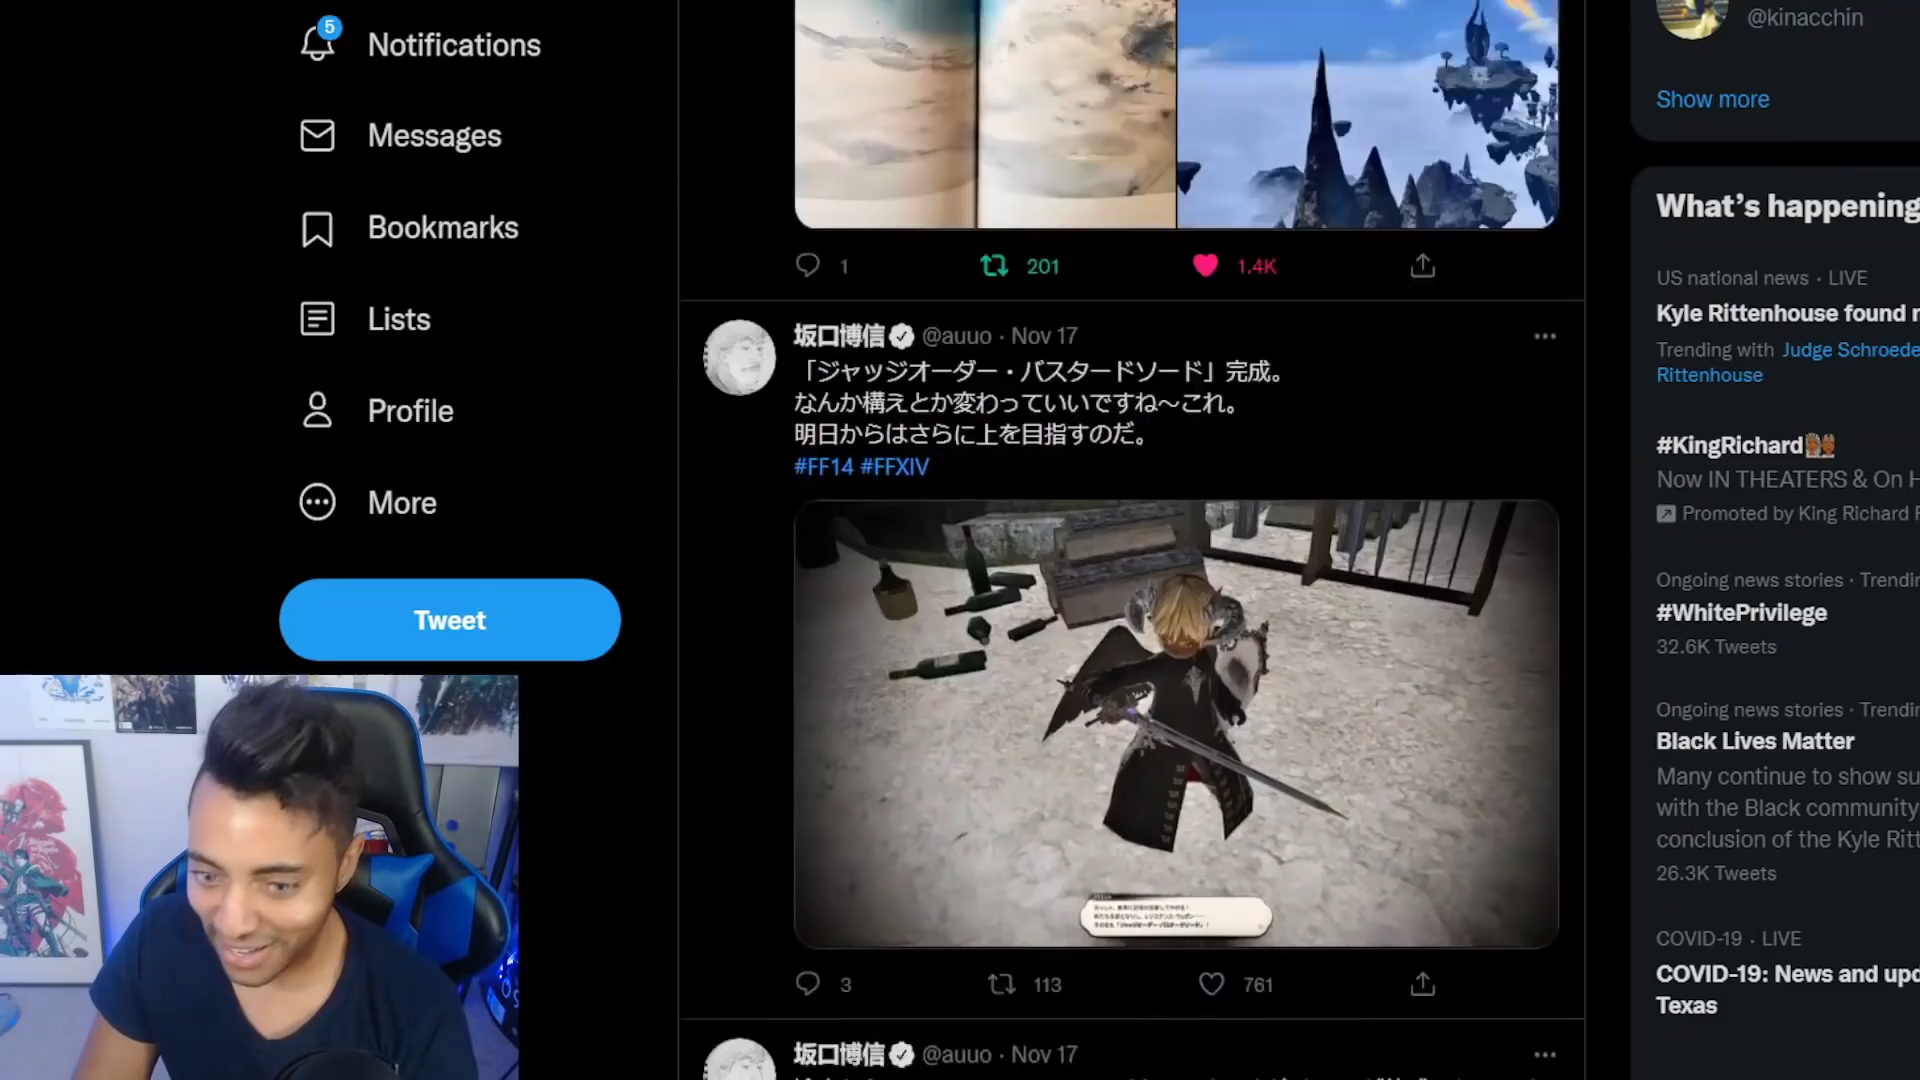 5
Notifications
Messages
Bookmarks
Lists
Profile
More
Tweet
1
201
1.4K
坂口博信 @auuo · Nov 17
「ジャッジオーダー・バスタードソード」完成。
なんか構えとか変わっていいですね〜これ。
明日からはさらに上を目指すのだ。
#FF14 #FFXIV
3
113
761
坂口博信 @auuo · Nov 17
@kinacchin
Show more
What's happening
US national news · LIVE
Kyle Rittenhouse found
Trending with Judge Schroede
Rittenhouse
#KingRichard
Now IN THEATERS & On H
Promoted by King Richard F
Ongoing news stories · Trendin
#WhitePrivilege
32.6K Tweets
Ongoing news stories · Trendin
Black Lives Matter
Many continue to show su
with the Black community
conclusion of the Kyle Ritt
26.3K Tweets
COVID-19 · LIVE
COVID-19: News and upd
Texas